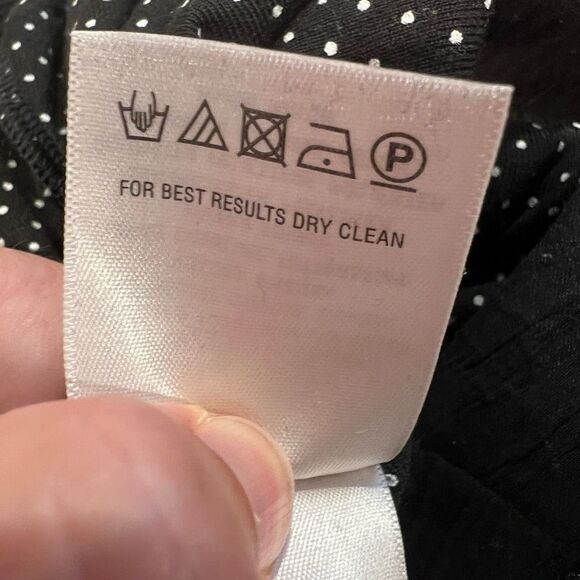 P
FOR BEST RESULTS DRY CLEAN